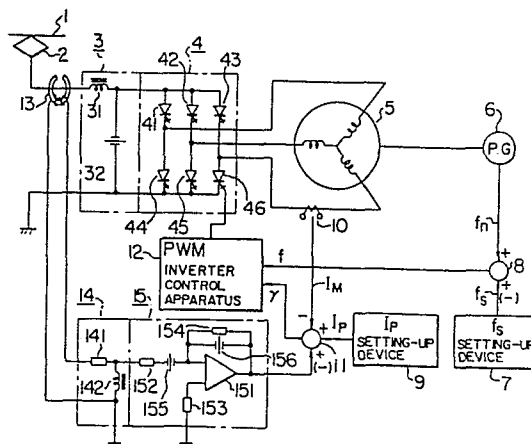 1
2
3
4
42
43
13
31
41
5
6
P.G
32
44
45
46
10
fn
12
PWM
INVERTER
CONTROL
APPARATUS
f
γ
IM
+
+
8
fs
(-)
14
15
154
-
IP
+
+
(-)
11
IP
SETTING-UP
DEVICE
9
fs
SETTING-UP
DEVICE
7
141
142
152
155
156
151
153